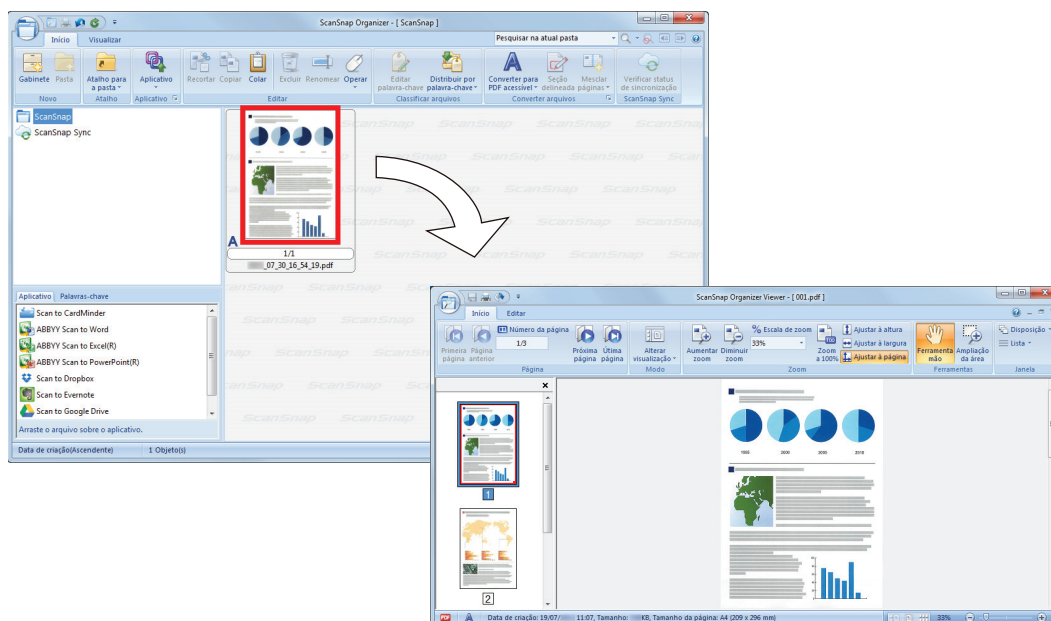 ScanSnap Organizer - [ ScanSnap ]
Início Visualizar
Pesquisar na atual pasta
Gabinete Pasta Atalho para a pasta Aplicativo Recortar Copiar Colar Excluir Renomear Operar Editar palavra-chave Distribuir por palavra-chave Converter para PDF acessível Seção delineada Mesclar páginas Verificar status de sincronização
Novo Atalho Aplicativo Editar Classificar arquivos Converter arquivos ScanSnap Sync
ScanSnap
ScanSnap Sync
A
1/1
_07_30_16_54_19.pdf
Aplicativo Palavras-chave
Scan to CardMinder
ABBYY Scan to Word
ABBYY Scan to Excel(R)
ABBYY Scan to PowerPoint(R)
Scan to Dropbox
Scan to Evernote
Scan to Google Drive
Arraste o arquivo sobre o aplicativo.
Data de criação(Ascendente) 1 Objeto(s)
ScanSnap Organizer Viewer - [ 001.pdf ]
Início Editar
Primeira página Página anterior Número da página 1/3 Próxima página Útima página Alterar visualização Aumentar zoom Diminuir zoom % Escala de zoom 33% Zoom a 100% Ajustar à altura Ajustar à largura Ajustar à página Ferramenta mão Ampliação da área Disposição Lista
Página Modo Zoom Ferramentas Janela
1
2
1995 2000 2005 2010
PDF A Data de criação: 19/07/ 11:07, Tamanho: KB, Tamanho da página: A4 (209 x 296 mm) 33%